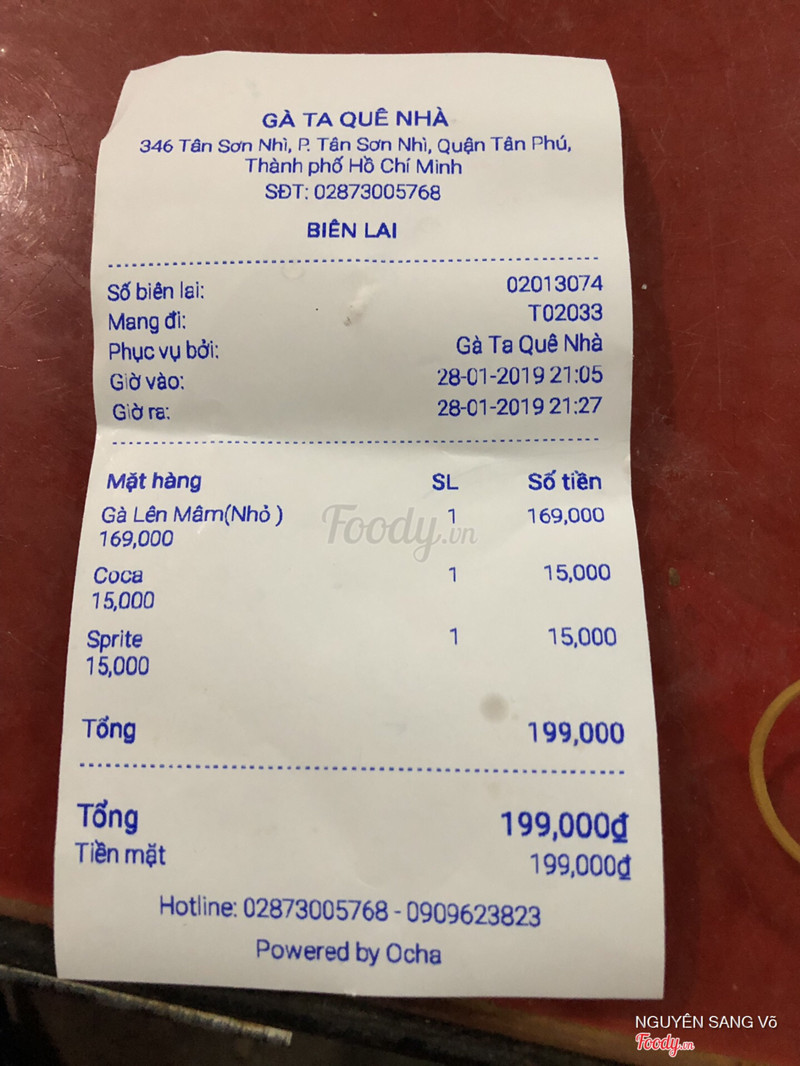 GÀ TA QUÊ NHÀ
346 Tân Sơn Nhì, P. Tân Sơn Nhì, Quận Tân Phú,
Thành phố Hồ Chí Minh
SĐT: 02873005768
BIÊN LAI
Số biên lai: 02013074
Mang đi: T02033
Phục vụ bởi: Gà Ta Quê Nhà
Giờ vào: 28-01-2019 21:05
Giờ ra: 28-01-2019 21:27
Mặt hàng SL Số tiền
Gà Lên Mâm(Nhỏ ) 1 169,000
169,000
Foody.vn
Coca 1 15,000
15,000
Sprite 1 15,000
15,000
Tổng 199,000
Tổng 199,000₫
Tiền mặt 199,000₫
Hotline: 02873005768 - 0909623823
Powered by Ocha
NGUYÊN SANG Võ
Foody.vn